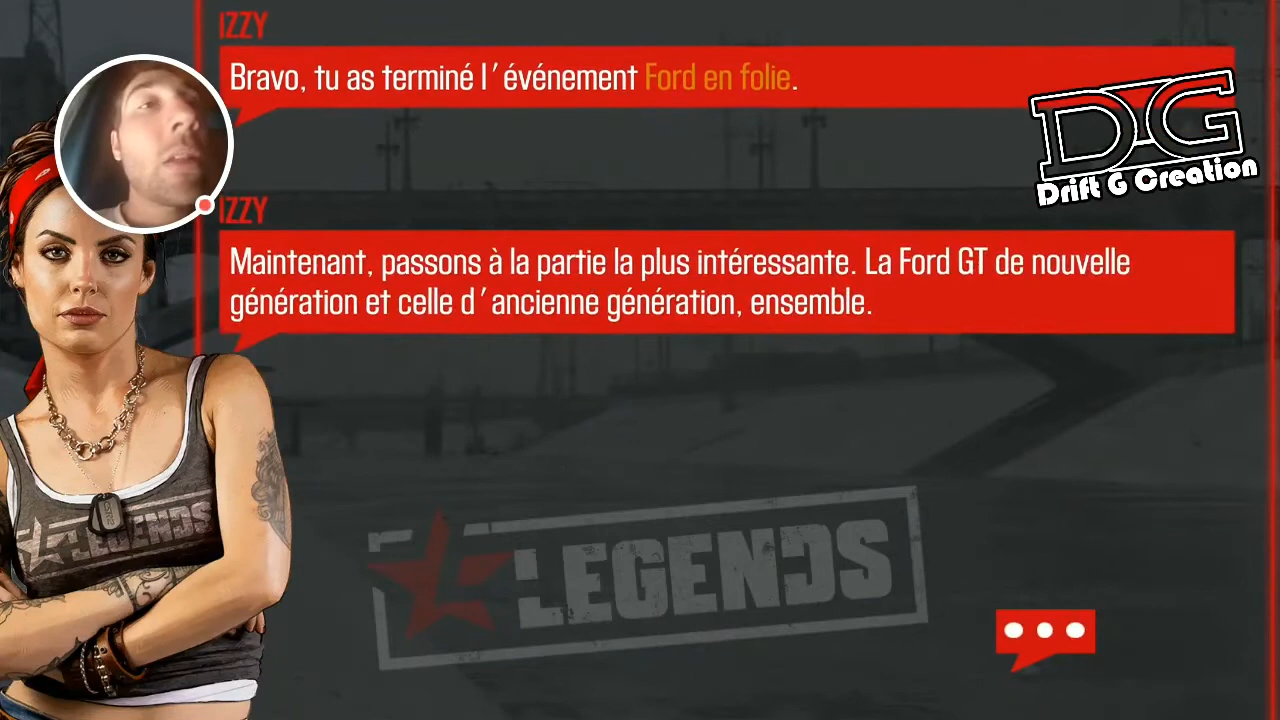 IZZY
Bravo, tu as terminé l'événement Ford en folie.
DG
Drift G Creation
IZZY
Maintenant, passons à la partie la plus intéressante. La Ford GT de nouvelle
génération et celle d'ancienne génération, ensemble.
LEGENDS
LEGENDS